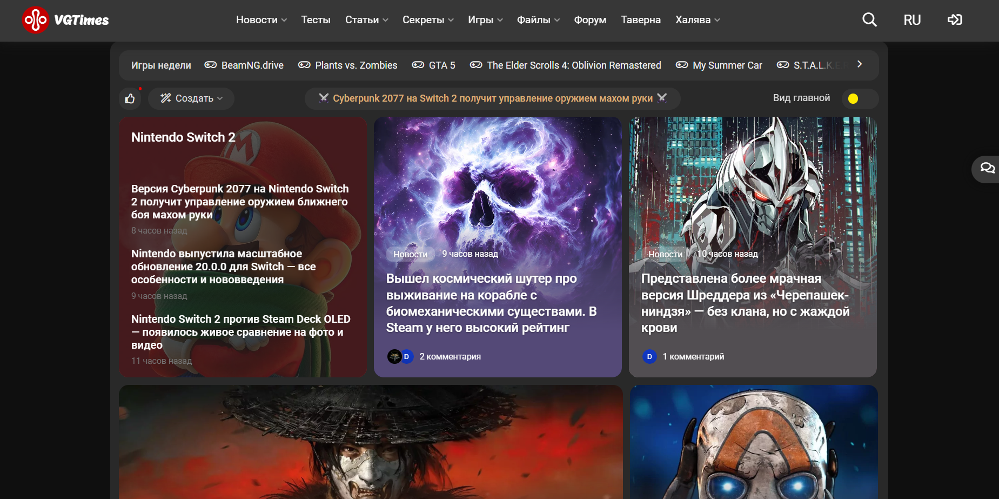 VGTimes
Новости Тесты Статьи Секреты Игры Файлы Форум Таверна Халява RU
Игры недели BeamNG.drive Plants vs. Zombies GTA 5 The Elder Scrolls 4: Oblivion Remastered My Summer Car S.T.A.L.K.E.R
Создать Cyberpunk 2077 на Switch 2 получит управление оружием махом руки Вид главной
Nintendo Switch 2
Версия Cyberpunk 2077 на Nintendo Switch
2 получит управление оружием ближнего
боя махом руки
8 часов назад
Nintendo выпустила масштабное
обновление 20.0.0 для Switch — все
особенности и нововведения
9 часов назад
Nintendo Switch 2 против Steam Deck OLED
— появилось живое сравнение на фото и
видео
11 часов назад
Новости 9 часов назад
Вышел космический шутер про
выживание на корабле с
биомеханическими существами. В
Steam у него высокий рейтинг
D 2 комментария
Новости 10 часов назад
Представлена более мрачная
версия Шреддера из «Черепашек-
ниндзя» — без клана, но с жаждой
крови
D 1 комментарий